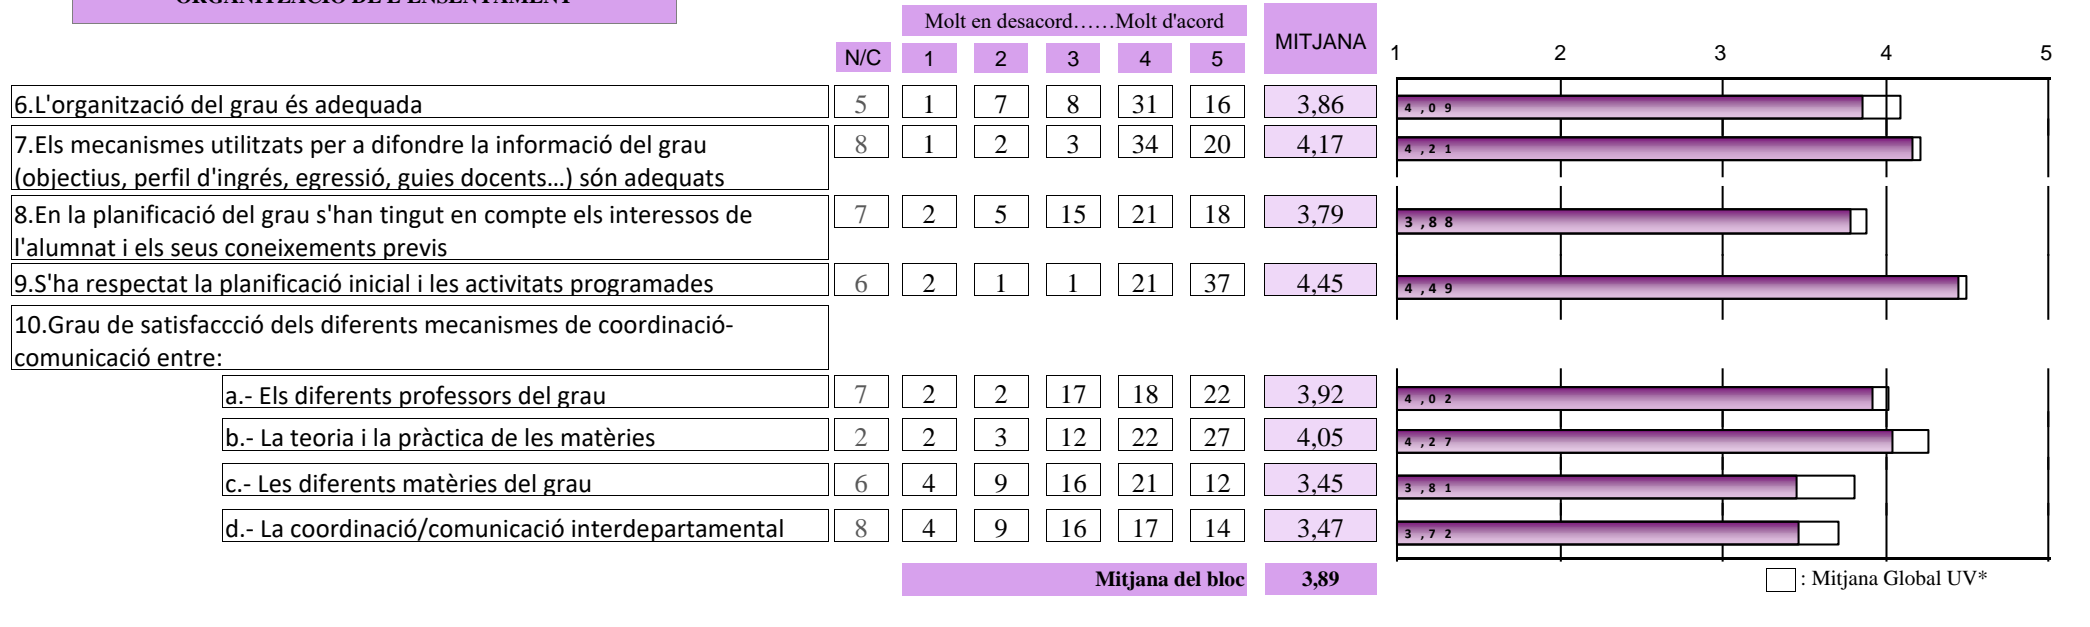 Molt en desacord……Molt d'acord
MITJANA
N/C 1 2 3 4 5
1 2 3 4 5
6.L'organització del grau és adequada 5 1 7 8 31 16 3,86 4,09
7.Els mecanismes utilitzats per a difondre la informació del grau
(objectius, perfil d'ingrés, egressió, guies docents…) són adequats 8 1 2 3 34 20 4,17 4,21
8.En la planificació del grau s'han tingut en compte els interessos de
l'alumnat i els seus coneixements previs 7 2 5 15 21 18 3,79 3,88
9.S'ha respectat la planificació inicial i les activitats programades 6 2 1 1 21 37 4,45 4,49
10.Grau de satisfaccció dels diferents mecanismes de coordinació-
comunicació entre:
a.- Els diferents professors del grau 7 2 2 17 18 22 3,92 4,02
b.- La teoria i la pràctica de les matèries 2 2 3 12 22 27 4,05 4,27
c.- Les diferents matèries del grau 6 4 9 16 21 12 3,45 3,81
d.- La coordinació/comunicació interdepartamental 8 4 9 16 17 14 3,47 3,72
Mitjana del bloc 3,89
: Mitjana Global UV*